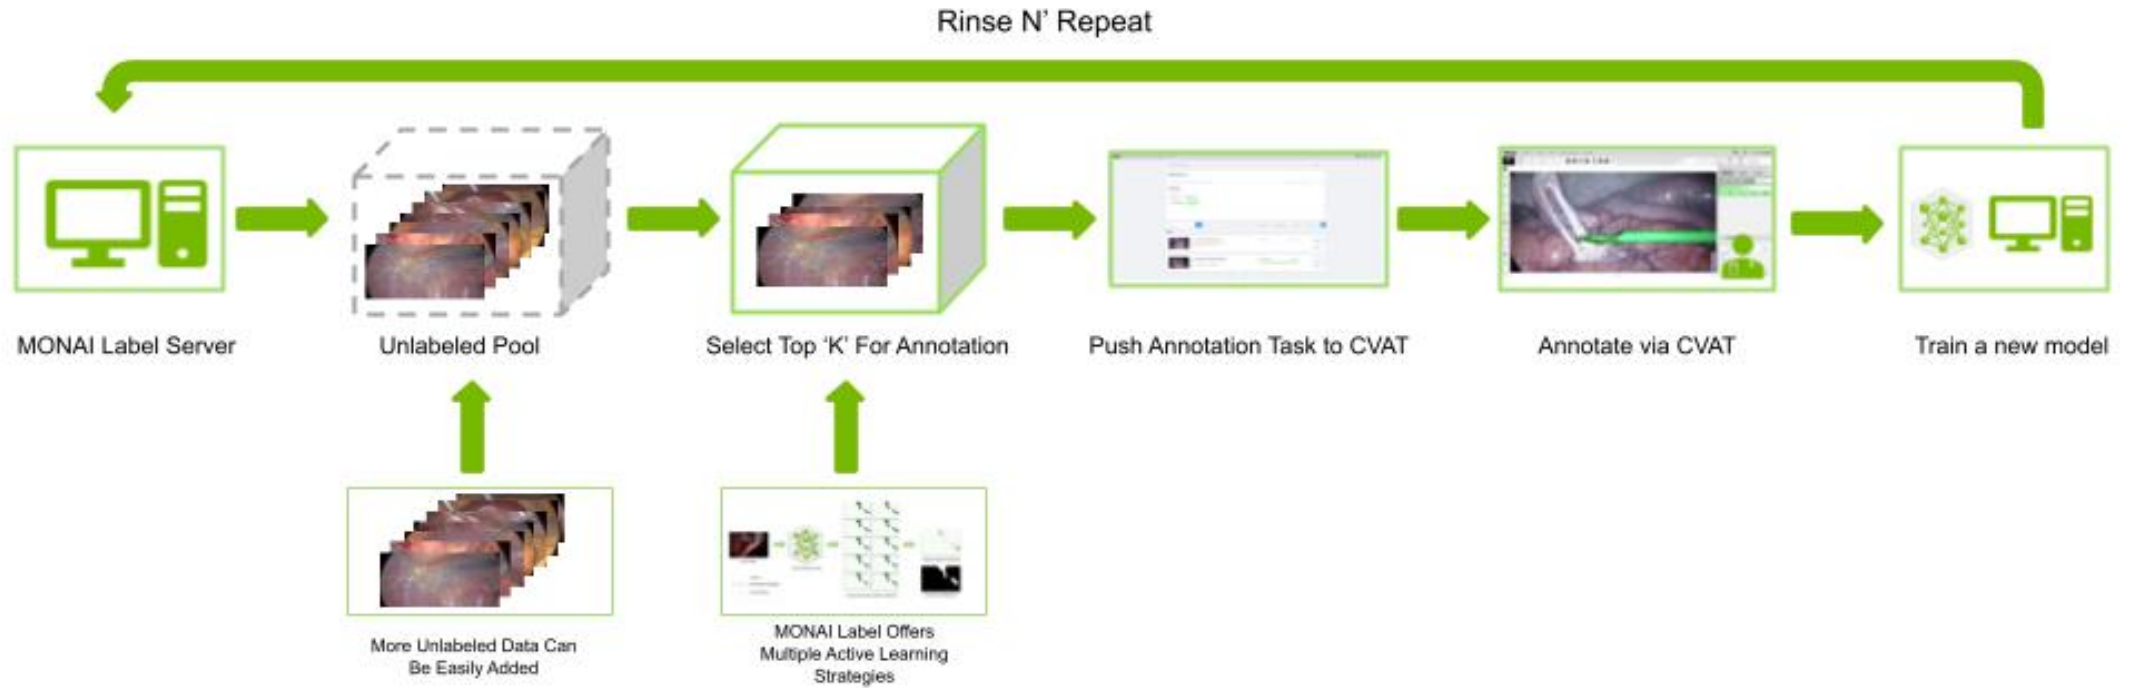 Rinse N’ Repeat
MONAI Label Server
Unlabeled Pool
Select Top ‘K’ For Annotation
Push Annotation Task to CVAT
Annotate via CVAT
Train a new model
More Unlabeled Data Can
Be Easily Added
MONAI Label Offers
Multiple Active Learning
Strategies